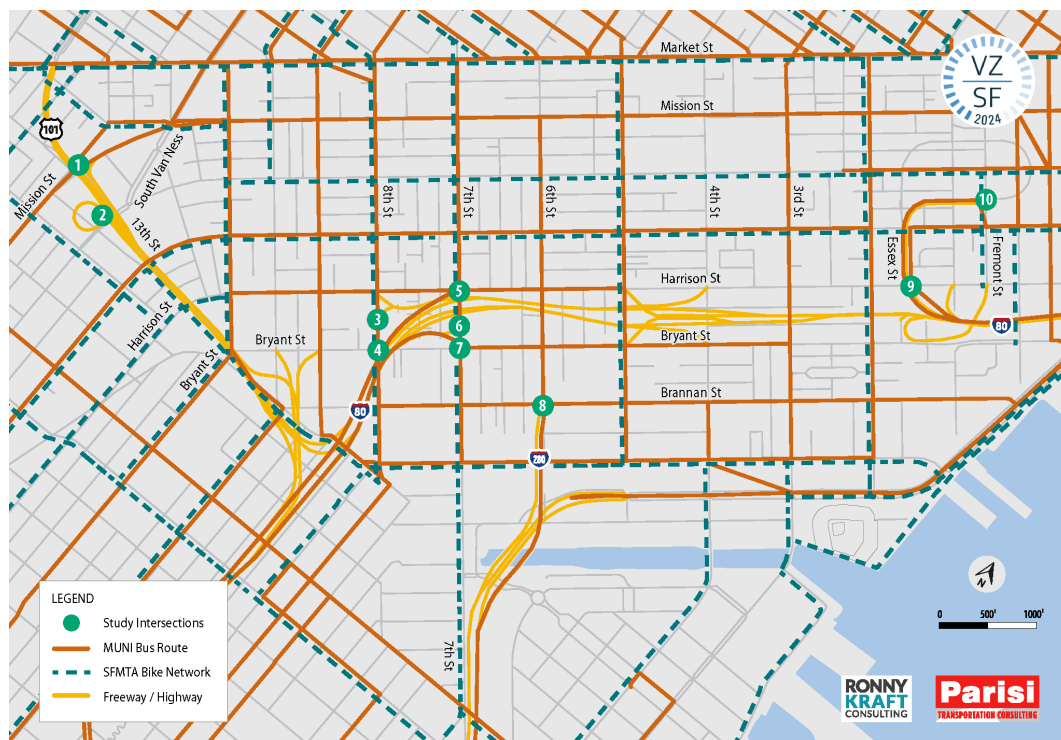 Market St
VZ
SF
2024
Mission St
101
1
South Van Ness
Mission St
8th St
7th St
6th St
4th St
3rd St
10
2
13th St
Essex St
Fremont St
Harrison St
5
9
Harrison St
3
6
80
Bryant St
4
7
Bryant St
Bryant St
Brannan St
80
8
280
LEGEND
Study Intersections
MUNI Bus Route
SFMTA Bike Network
Freeway / Highway
7th St
N
0 500' 1000'
RONNY
KRAFT
CONSULTING
Parisi
TRANSPORTATION CONSULTING